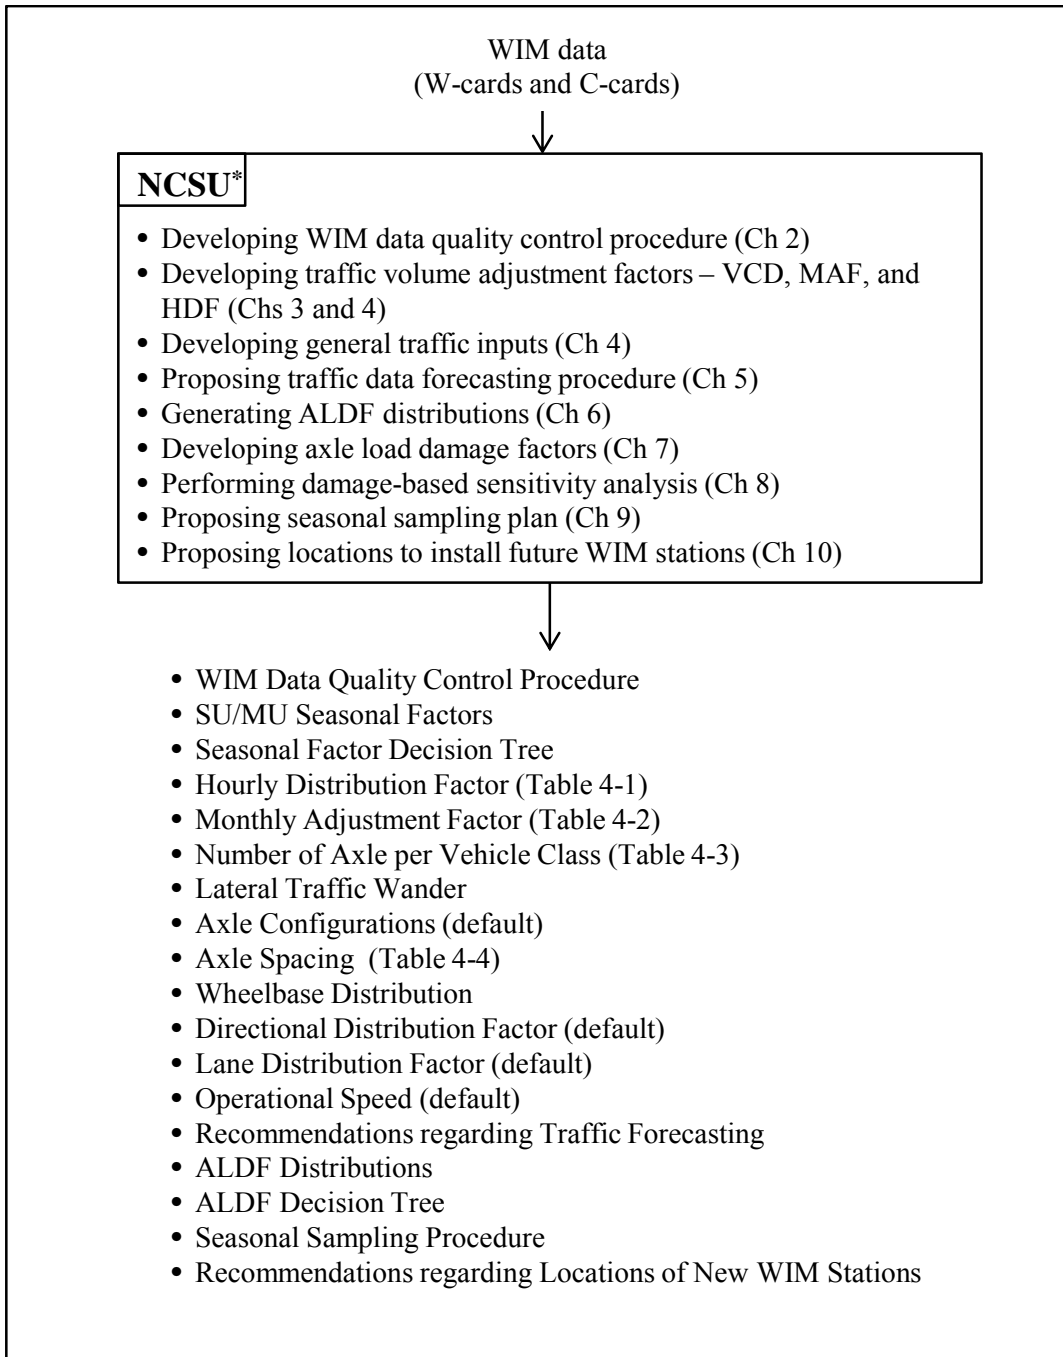 WIM data
(W-cards and C-cards)
NCSU*
• Developing WIM data quality control procedure (Ch 2)
• Developing traffic volume adjustment factors – VCD, MAF, and
HDF (Chs 3 and 4)
• Developing general traffic inputs (Ch 4)
• Proposing traffic data forecasting procedure (Ch 5)
• Generating ALDF distributions (Ch 6)
• Developing axle load damage factors (Ch 7)
• Performing damage-based sensitivity analysis (Ch 8)
• Proposing seasonal sampling plan (Ch 9)
• Proposing locations to install future WIM stations (Ch 10)
• WIM Data Quality Control Procedure
• SU/MU Seasonal Factors
• Seasonal Factor Decision Tree
• Hourly Distribution Factor (Table 4-1)
• Monthly Adjustment Factor (Table 4-2)
• Number of Axle per Vehicle Class (Table 4-3)
• Lateral Traffic Wander
• Axle Configurations (default)
• Axle Spacing (Table 4-4)
• Wheelbase Distribution
• Directional Distribution Factor (default)
• Lane Distribution Factor (default)
• Operational Speed (default)
• Recommendations regarding Traffic Forecasting
• ALDF Distributions
• ALDF Decision Tree
• Seasonal Sampling Procedure
• Recommendations regarding Locations of New WIM Stations